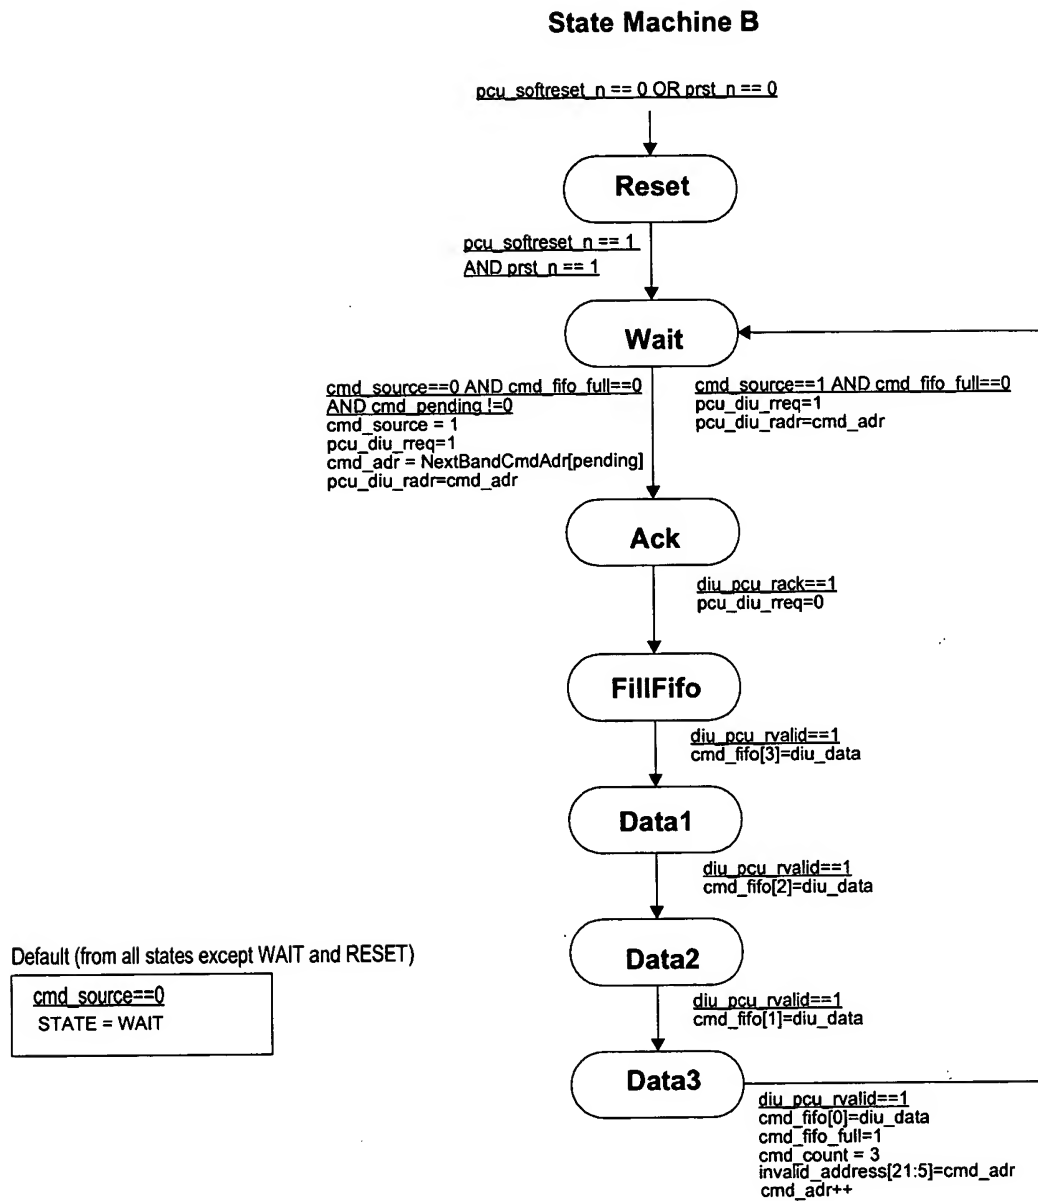 State Machine B
pcu_softreset_n == 0 OR prst_n == 0
Reset
pcu_softreset_n == 1
AND prst_n == 1
Wait
cmd_source==0 AND cmd_fifo_full==0
AND cmd_pending !=0
cmd_source = 1
pcu_diu_rreq=1
cmd_adr = NextBandCmdAdr[pending]
pcu_diu_radr=cmd_adr
cmd_source==1 AND cmd_fifo_full==0
pcu_diu_rreq=1
pcu_diu_radr=cmd_adr
Ack
diu_pcu_rack==1
pcu_diu_rreq=0
FillFifo
diu_pcu_rvalid==1
cmd_fifo[3]=diu_data
Data1
diu_pcu_rvalid==1
cmd_fifo[2]=diu_data
Data2
diu_pcu_rvalid==1
cmd_fifo[1]=diu_data
Default (from all states except WAIT and RESET)
cmd_source==0
STATE = WAIT
Data3
diu_pcu_rvalid==1
cmd_fifo[0]=diu_data
cmd_fifo_full=1
cmd_count = 3
invalid_address[21:5]=cmd_adr
cmd_adr++